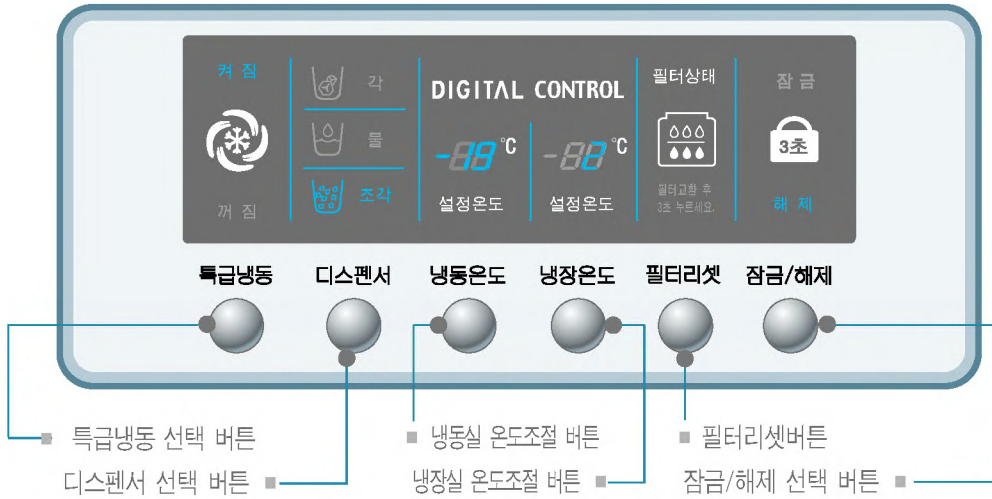 켜 짐
각
물
조각
꺼 짐
DIGITAL CONTROL
-19 °C
-2 °C
설정온도
설정온도
필터상태
필터교환 후
3초 누르세요.
잠 금
3초
해 제
특급냉동
디스펜서
냉동온도
냉장온도
필터리셋
잠금/해제
특급냉동 선택 버튼
냉동실 온도조절 버튼
필터리셋버튼
디스펜서 선택 버튼
냉장실 온도조절 버튼
잠금/해제 선택 버튼